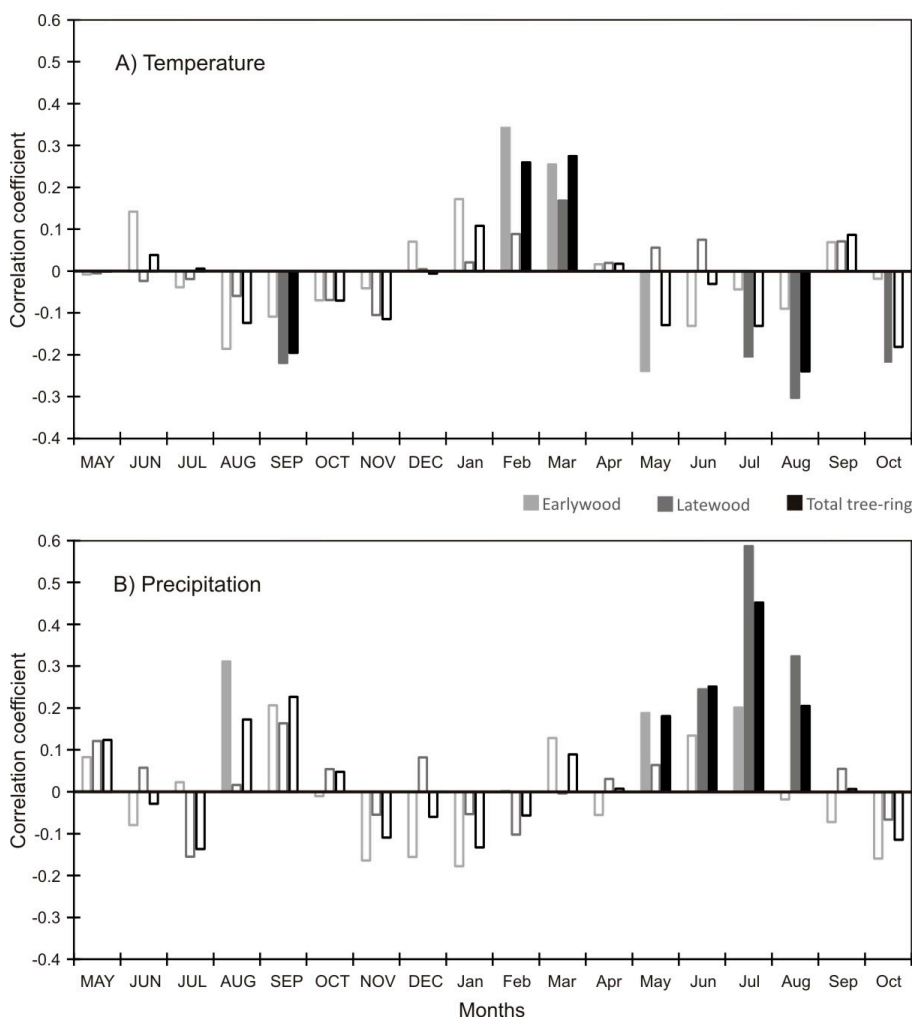 A) Temperature
Correlation coefficient
0.6
0.5
0.4
0.3
0.2
0.1
0
-0.1
-0.2
-0.3
-0.4
MAY JUN JUL AUG SEP OCT NOV DEC Jan Feb Mar Apr May Jun Jul Aug Sep Oct
Earlywood Latewood Total tree-ring
B) Precipitation
Correlation coefficient
0.6
0.5
0.4
0.3
0.2
0.1
0
-0.1
-0.2
-0.3
-0.4
MAY JUN JUL AUG SEP OCT NOV DEC Jan Feb Mar Apr May Jun Jul Aug Sep Oct
Months